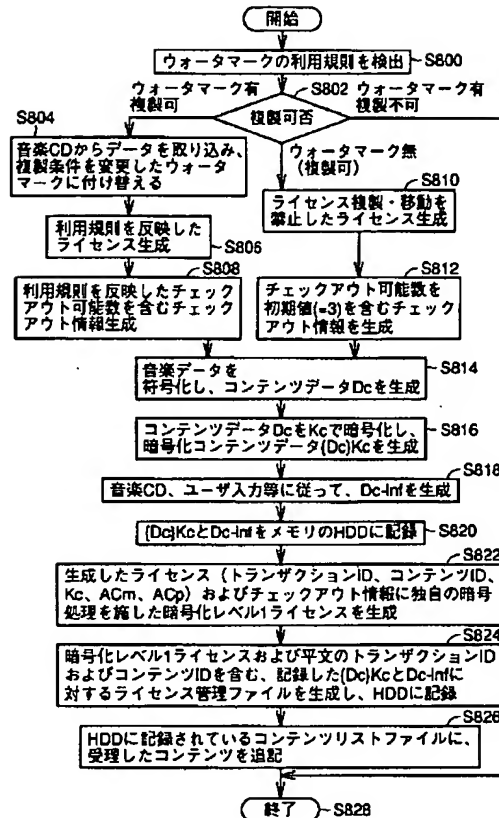 開始
ウォータマークの利用規則を検出
S800
ウォータマーク有
複製可
S802
ウォータマーク有
複製不可
複製可否
S804
音楽CDからデータを取り込み、
複製条件を変更したウォータ
マークに付け替える
ウォータマーク無
(複製可)
S810
ライセンス複製・移動を
禁止したライセンス生成
利用規則を反映した
ライセンス生成
S806
S808
利用規則を反映したチェック
アウト可能数を含むチェック
アウト情報生成
S812
チェックアウト可能数を
初期値(=3)を含むチェック
アウト情報を生成
音楽データを
符号化し、コンテンツデータDcを生成
S814
コンテンツデータDcをKcで暗号化し、
暗号化コンテンツデータ{Dc}Kcを生成
S816
S818
音楽CD、ユーザ入力等に従って、Dc-Infを生成
{Dc}KcとDc-InfをメモリのHDDに記録
S820
S822
生成したライセンス(トランザクションID、コンテンツID、
Kc、ACm、ACp)およびチェックアウト情報に独自の暗号
処理を施した暗号化レベル1ライセンスを生成
S824
暗号化レベル1ライセンスおよび平文のトランザクションID
およびコンテンツIDを含む、記録した{Dc}KcとDc-Infに
対するライセンス管理ファイルを生成し、HDDに記録
S826
HDDに記録されているコンテンツリストファイルに、
受理したコンテンツを追記
終了
S828